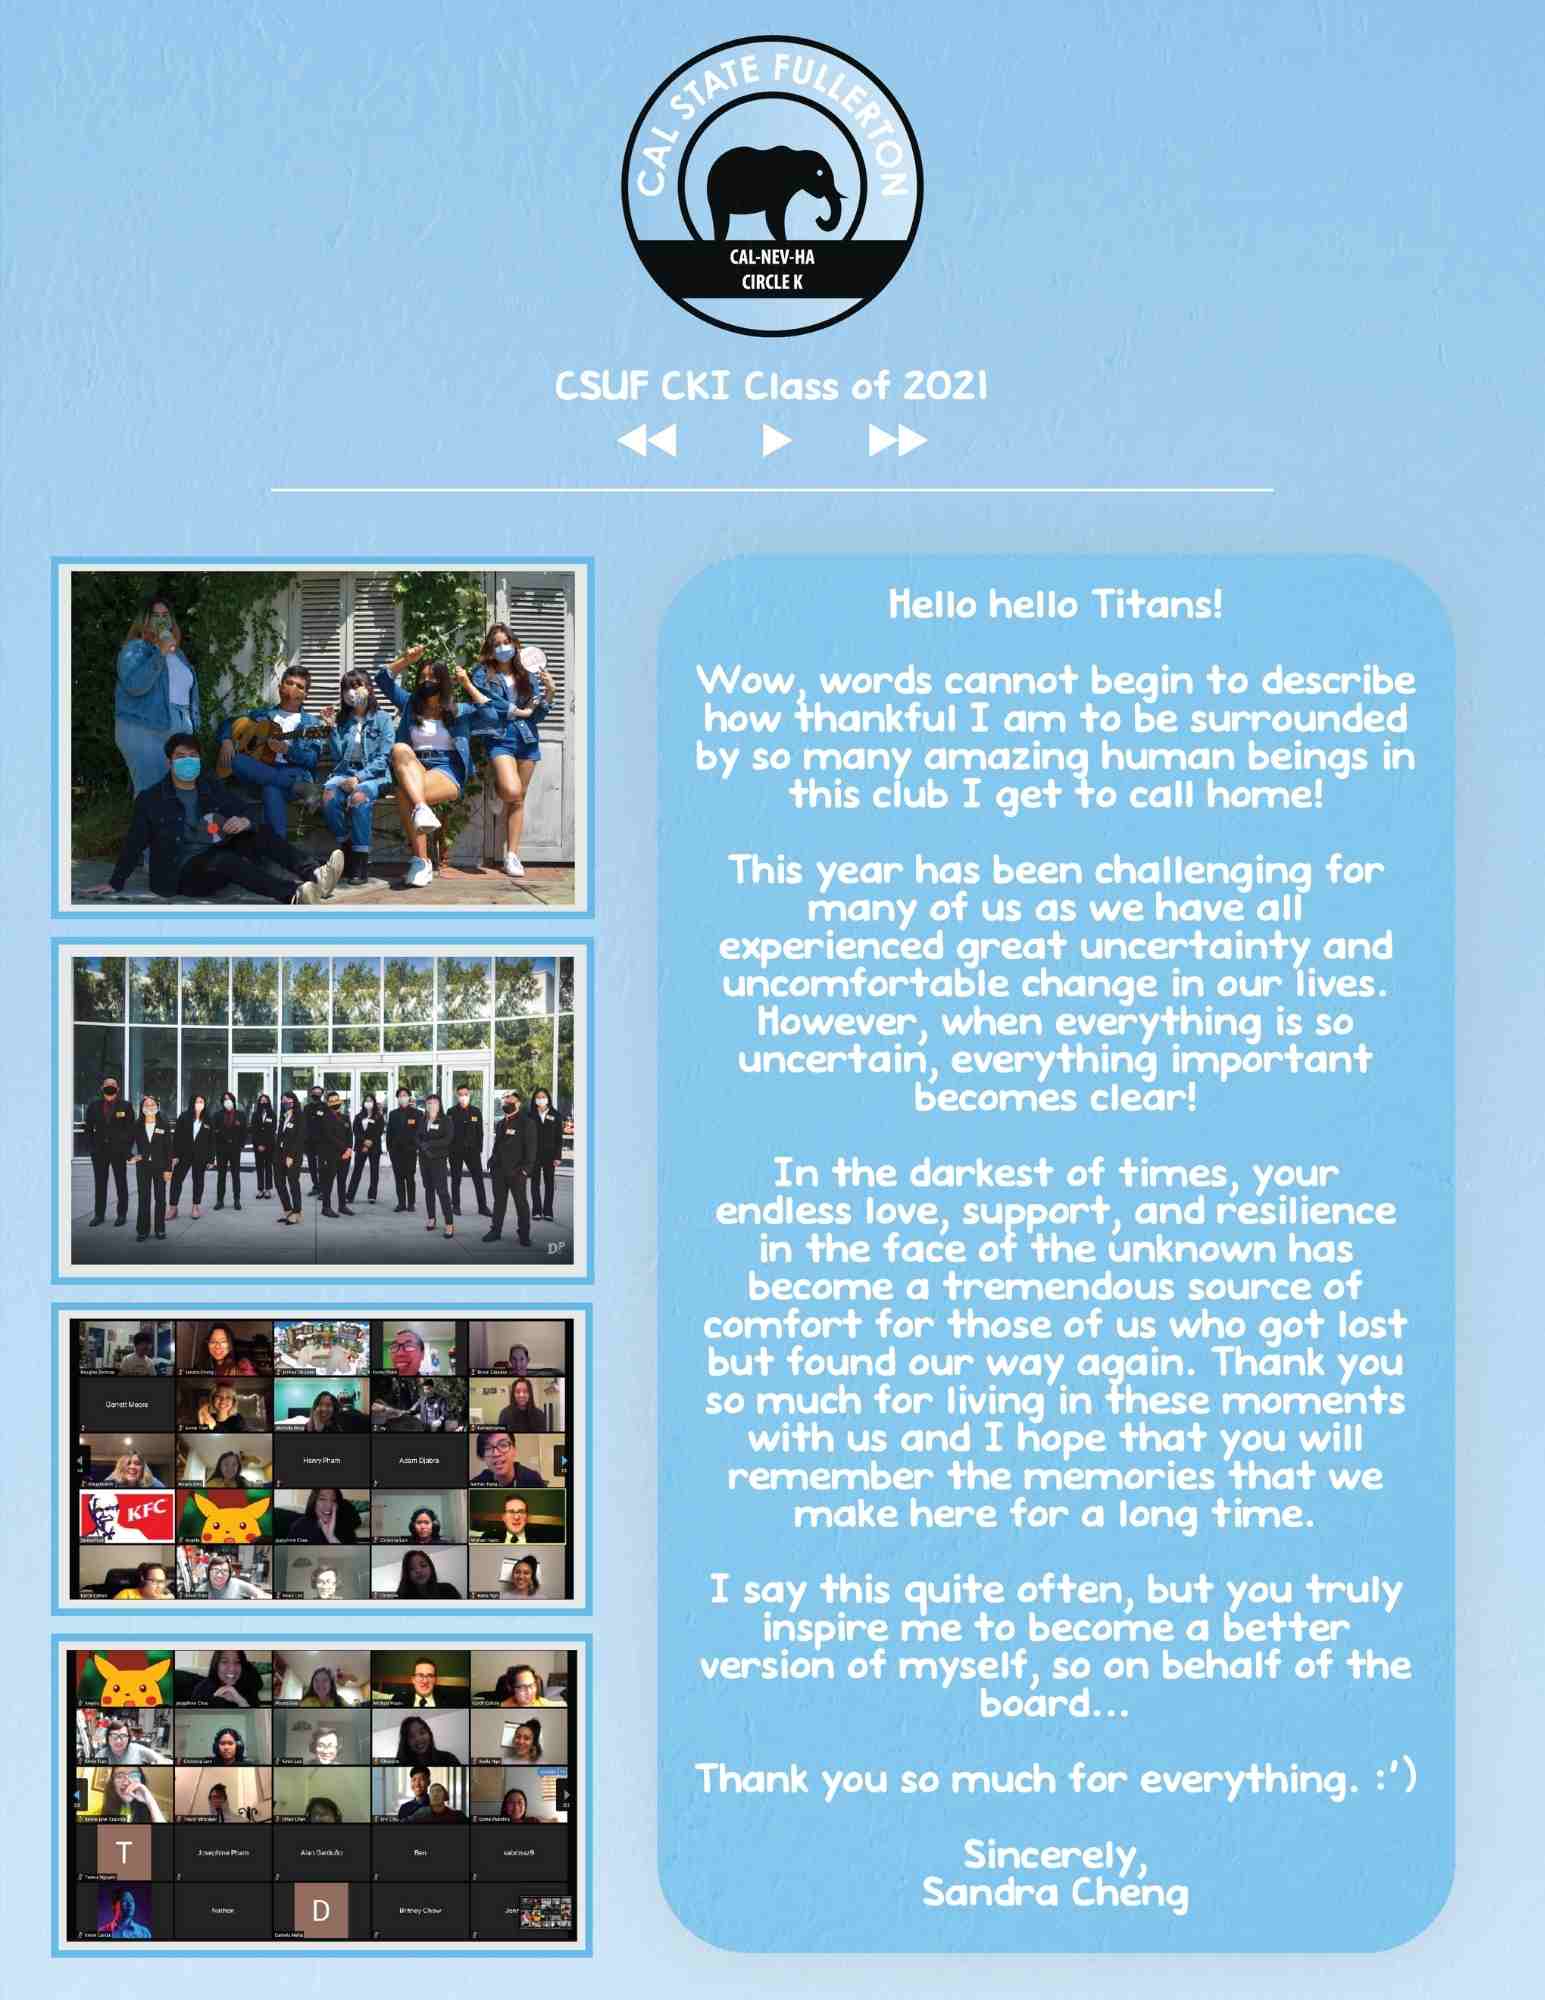 CAL STATE FULLERTON
CAL-NEV-HA
CIRCLE K
CSUF CKI Class of 2021
Hello hello Titans!
Wow, words cannot begin to describe
how thankful I am to be surrounded
by so many amazing human beings in
this club I get to call home!
This year has been challenging for
many of us as we have all
experienced great uncertainty and
uncomfortable change in our lives.
However, when everything is so
uncertain, everything important
becomes clear!
In the darkest of times, your
endless love, support, and resilience
in the face of the unknown has
become a tremendous source of
comfort for those of us who got lost
but found our way again. Thank you
so much for living in these moments
with us and I hope that you will
remember the memories that we
make here for a long time.
I say this quite often, but you truly
inspire me to become a better
version of myself, so on behalf of the
board...
Thank you so much for everything. :')
Sincerely,
Sandra Cheng
DP
Garrett Moore
Henry Pham
Adam Djabra
KFC
T
Josephine Pham
Ben
Nathan
D
Britney Chow